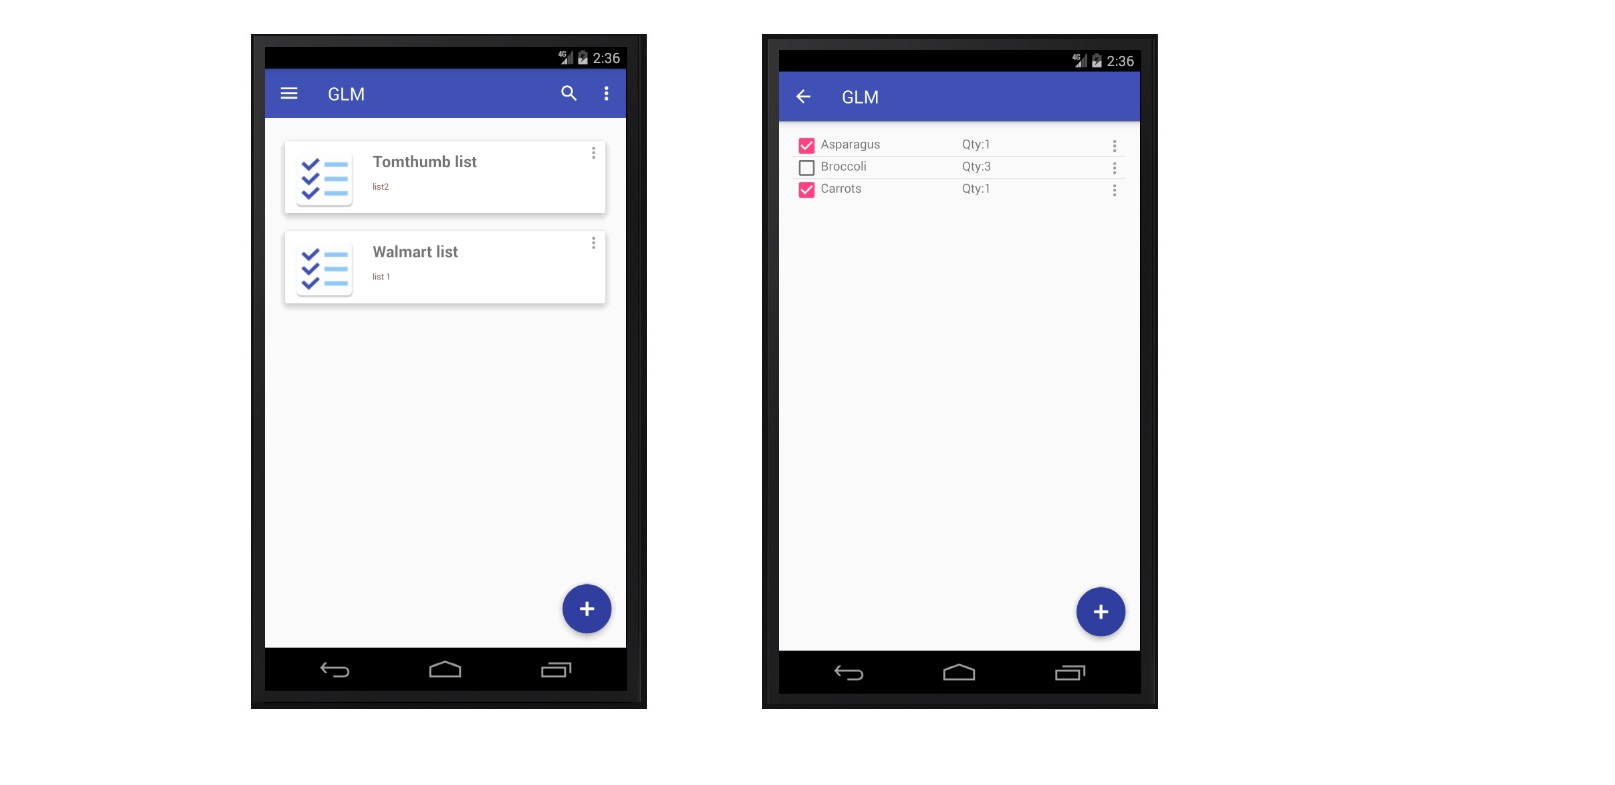 4G 2:36
GLM
Tomthumb list
list2
Walmart list
list 1
4G 2:36
GLM
Asparagus Qty:1
Broccoli Qty:3
Carrots Qty:1